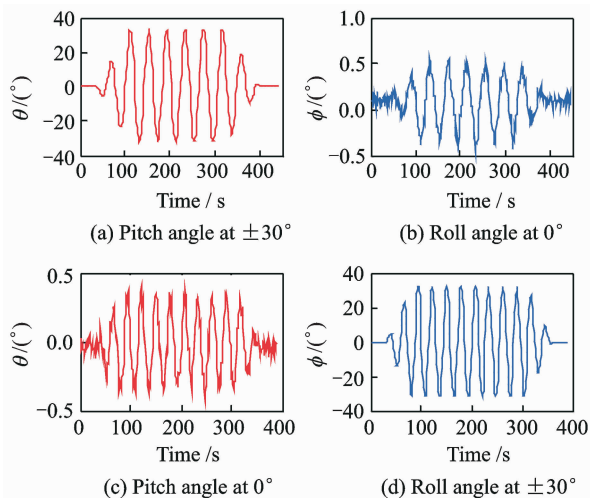 40
20
0
−20
−40
θ/(°)
0 100 200 300 400
Time / s
(a) Pitch angle at ±30°
1.0
0.5
0.0
−0.5
ϕ/(°)
0 100 200 300 400
Time / s
(b) Roll angle at 0°
0.5
0.0
−0.5
θ/(°)
0 100 200 300 400
Time /s
(c) Pitch angle at 0°
40
20
0
−20
−40
ϕ/(°)
0 100 200 300 400
Time /s
(d) Roll angle at ±30°